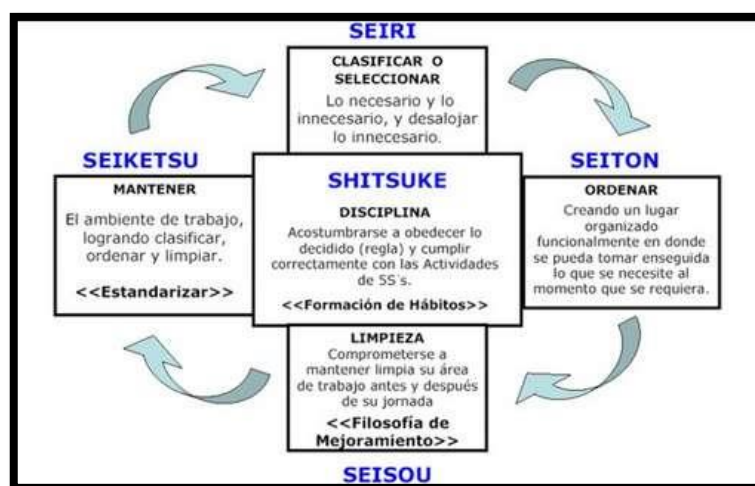 SEIRI
CLASIFICAR O
SELECCIONAR
Lo necesario y lo
innecesario, y desalojar
lo innecesario.
SEIKETSU
MANTENER
El ambiente de trabajo,
logrando clasificar,
ordenar y limpiar.
<<Estandarizar>>
SHITSUKE
DISCIPLINA
Acostumbrarse a obedecer lo
decidido (regla) y cumplir
correctamente con las Actividades
de 5S`s.
<<Formación de Hábitos>>
SEITON
ORDENAR
Creando un lugar
organizado
funcionalmente en donde
se pueda tomar enseguida
lo que se necesite al
momento que se requiera.
LIMPIEZA
Comprometerse a
mantener limpia su área
de trabajo antes y después
de su jornada
<<Filosofía de
Mejoramiento>>
SEISOU